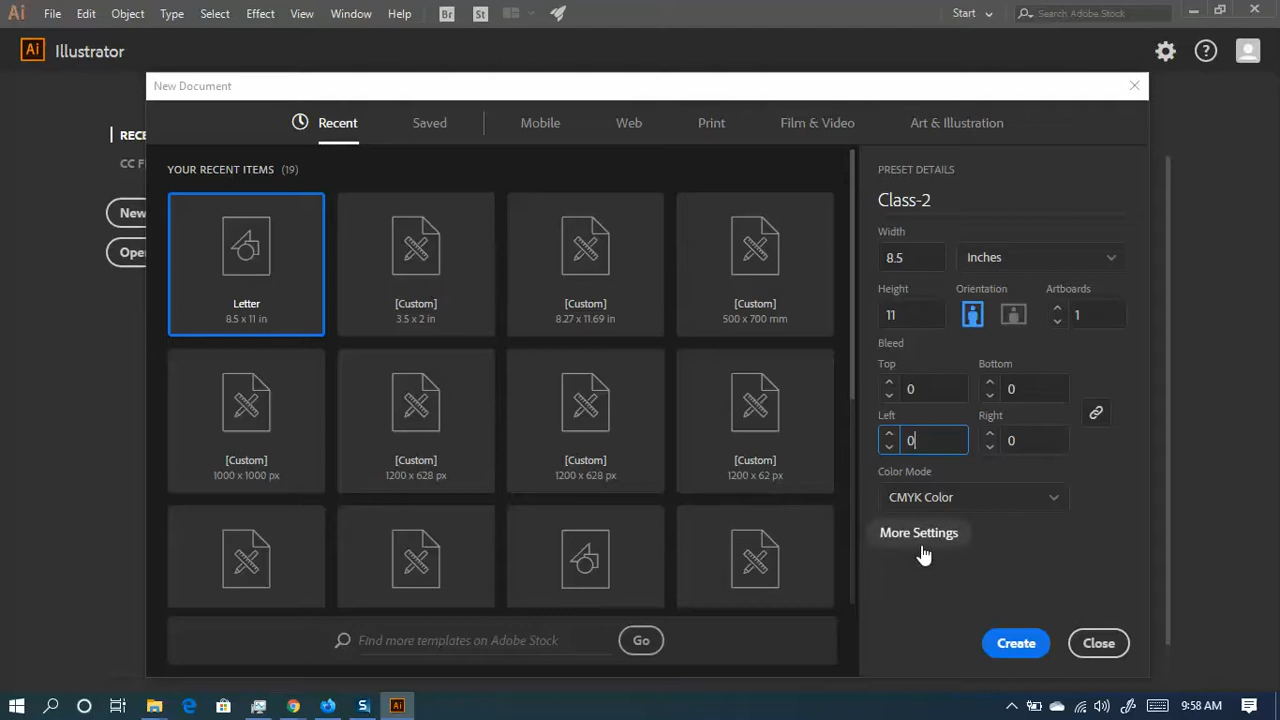 Ai File Edit Object Type Select Effect View Window Help Br St Start Search Adobe Stock
Ai Illustrator
New Document
Recent Saved Mobile Web Print Film & Video Art & Illustration
RECE
CC F
New
Ope
YOUR RECENT ITEMS (19)
Letter
8.5 x 11 in
[Custom]
3.5 x 2 in
[Custom]
8.27 x 11.69 in
[Custom]
500 x 700 mm
[Custom]
1000 x 1000 px
[Custom]
1200 x 628 px
[Custom]
1200 x 628 px
[Custom]
1200 x 62 px
Find more templates on Adobe Stock Go
PRESET DETAILS
Class-2
Width
8.5 Inches
Height Orientation Artboards
11 1
Bleed
Top Bottom
0 0
Left Right
0 0
Color Mode
CMYK Color
More Settings
Create Close
S Ai 9:58 AM